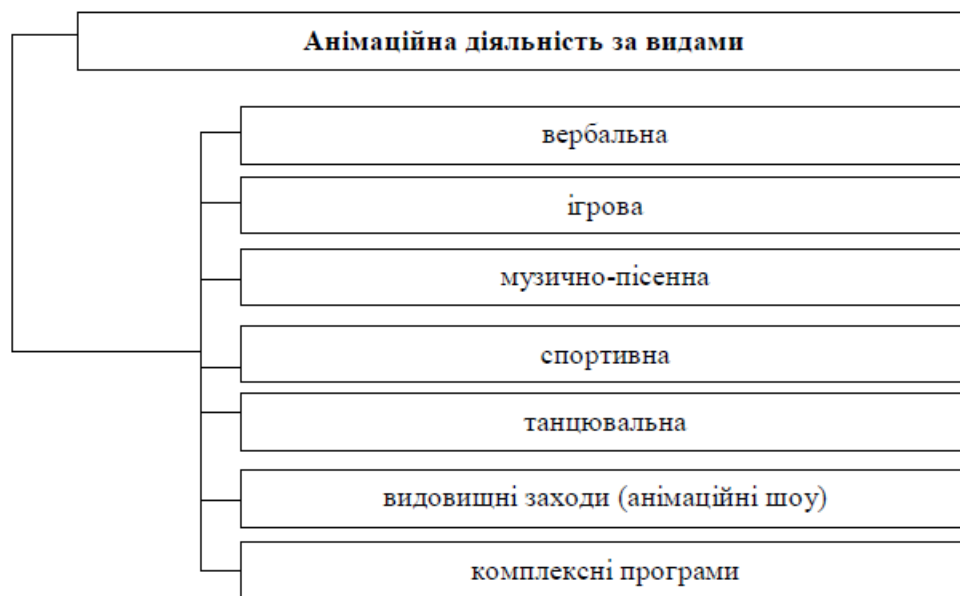 Анімаційна діяльність за видами
вербальна
ігрова
музично-пісенна
спортивна
танцювальна
видовищні заходи (анімаційні шоу)
комплексні програми